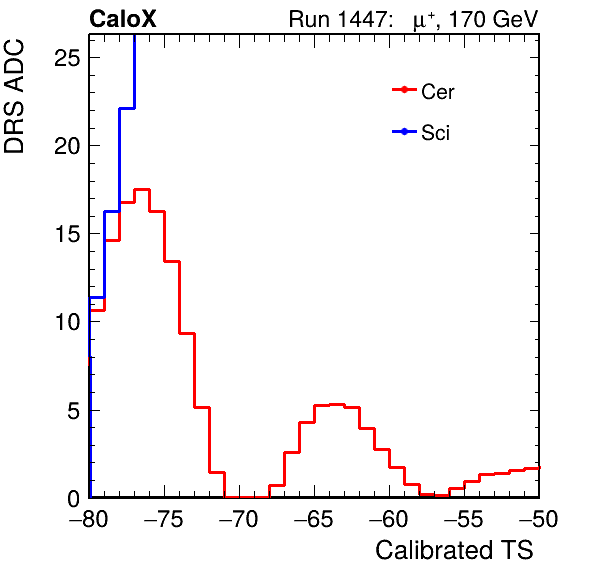 CaloX Run 1447: μ⁺, 170 GeV
DRS ADC
25
20
15
10
5
0
Cer
Sci
−80 −75 −70 −65 −60 −55 −50
Calibrated TS